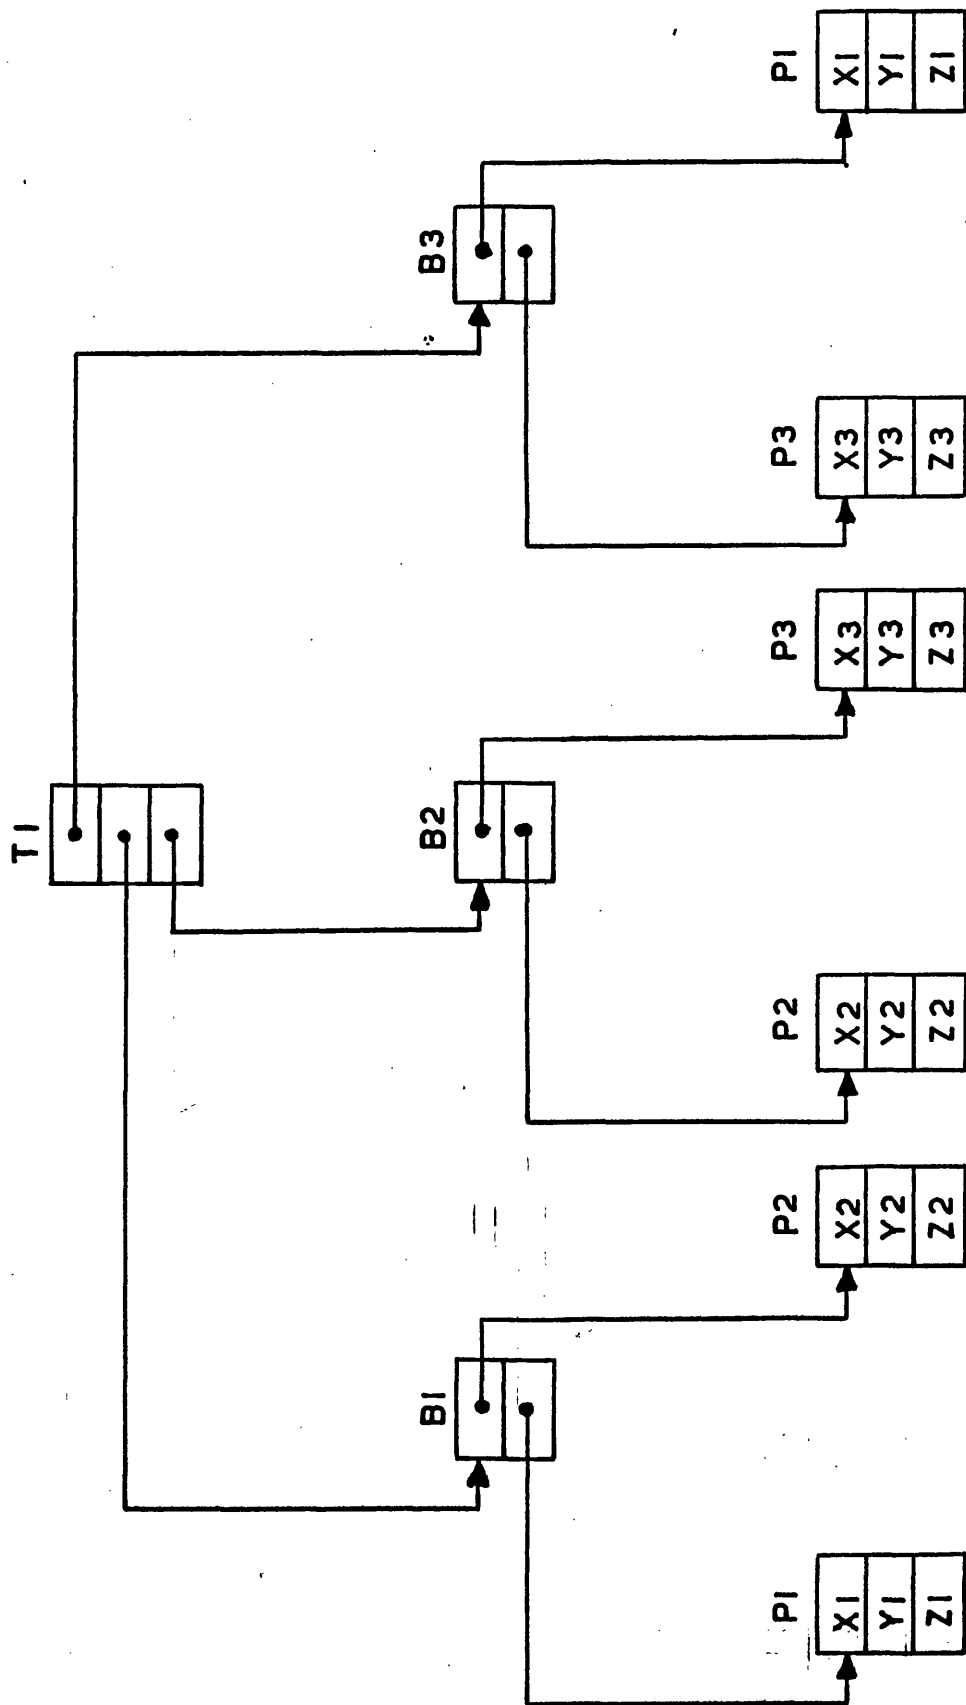 T1
B1 B2 B3
P1 P2 P2 P3 P3 P1
X1 X2 X2 X3 X3 X1
Y1 Y2 Y2 Y3 Y3 Y1
Z1 Z2 Z2 Z3 Z3 Z1